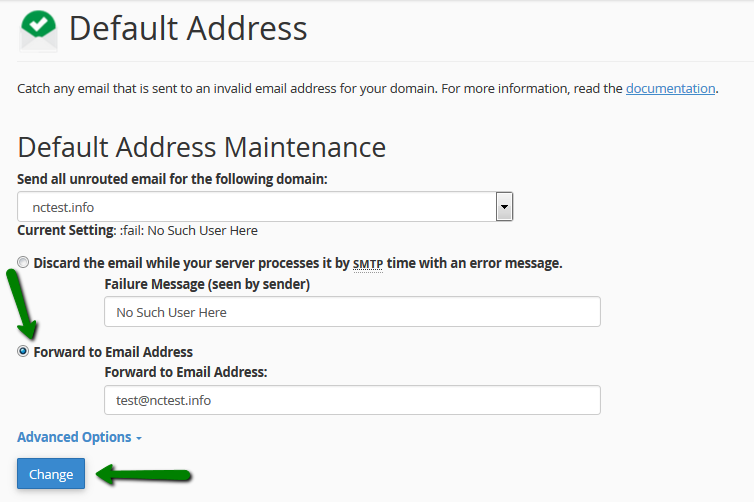 Default Address
Catch any email that is sent to an invalid email address for your domain. For more information, read the documentation.
Default Address Maintenance
Send all unrouted email for the following domain:
nctest.info
Current Setting: :fail: No Such User Here
Discard the email while your server processes it by SMTP time with an error message.
Failure Message (seen by sender)
No Such User Here
Forward to Email Address
Forward to Email Address:
test@nctest.info
Advanced Options
Change